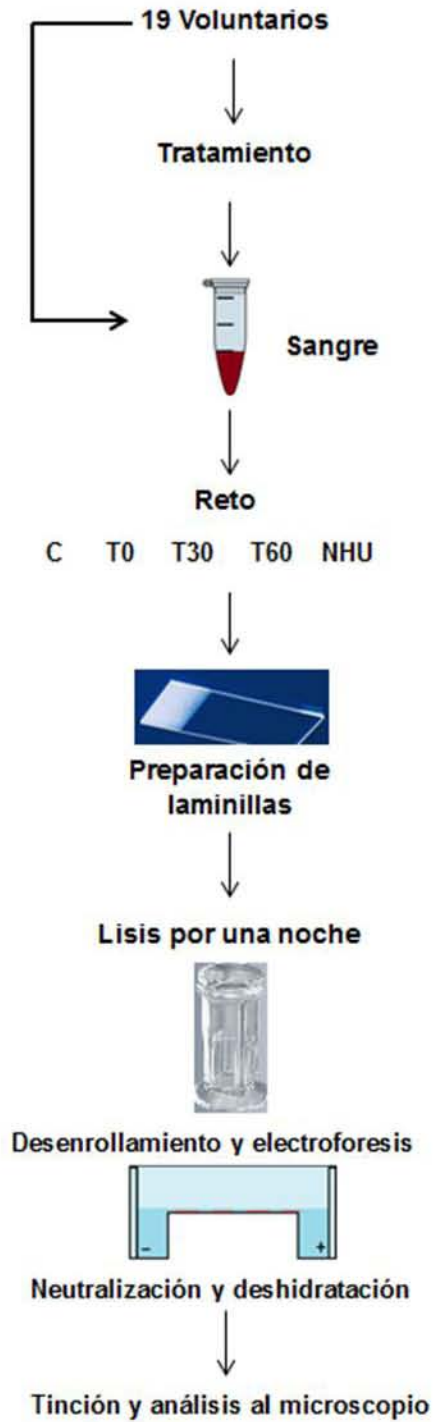 19 Voluntarios
Tratamiento
Sangre
Reto
C T0 T30 T60 NHU
Preparación de
laminillas
Lisis por una noche
Desenrollamiento y electroforesis
- +
Neutralización y deshidratación
Tinción y análisis al microscopio